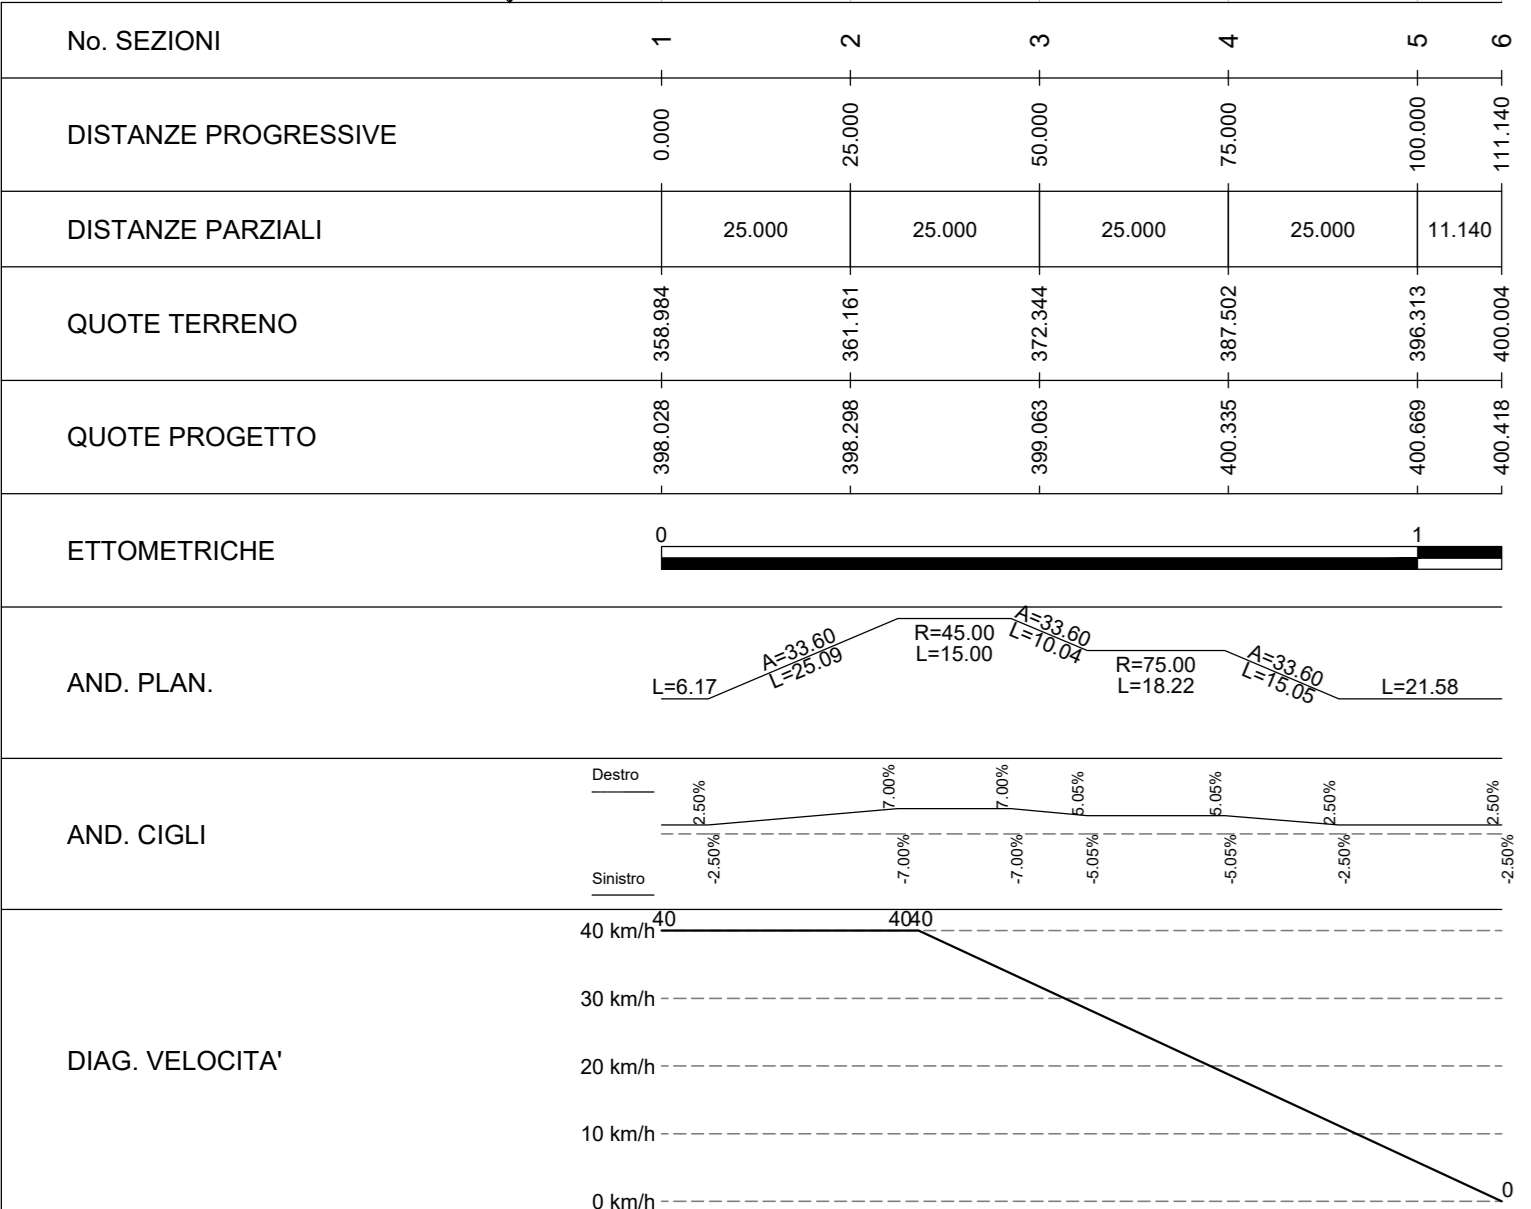 No. SEZIONI 1 2 3 4 5 6
DISTANZE PROGRESSIVE 0.000 25.000 50.000 75.000 100.000 111.140
DISTANZE PARZIALI 25.000 25.000 25.000 25.000 11.140
QUOTE TERRENO 358.984 361.161 372.344 387.502 396.313 400.004
QUOTE PROGETTO 398.028 398.298 399.063 400.335 400.669 400.418
ETTOMETRICHE 0 1
AND. PLAN.
L=6.17
A=33.60
L=25.09
R=45.00
L=15.00
A=33.60
L=10.04
R=75.00
L=18.22
A=33.60
L=15.05
L=21.58
AND. CIGLI
Destro
2.50% 7.00% 7.00% 5.05% 5.05% 2.50% 2.50%
-2.50% -7.00% -7.00% -5.05% -5.05% -2.50% -2.50%
Sinistro
DIAG. VELOCITA'
40 40 40
40 km/h
30 km/h
20 km/h
10 km/h
0 km/h
0